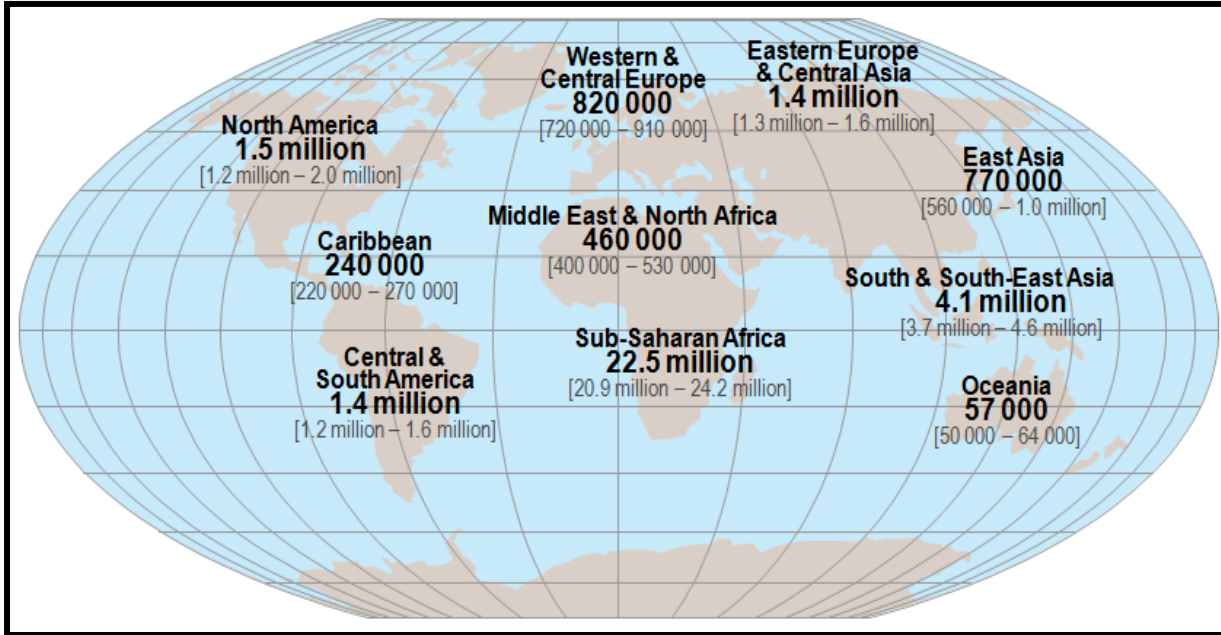 Western &
Central Europe
820 000
[720 000 – 910 000]
Eastern Europe
& Central Asia
1.4 million
[1.3 million – 1.6 million]
North America
1.5 million
[1.2 million – 2.0 million]
East Asia
770 000
[560 000 – 1.0 million]
Middle East & North Africa
460 000
[400 000 – 530 000]
Caribbean
240 000
[220 000 – 270 000]
South & South-East Asia
4.1 million
[3.7 million – 4.6 million]
Sub-Saharan Africa
22.5 million
[20.9 million – 24.2 million]
Central &
South America
1.4 million
[1.2 million – 1.6 million]
Oceania
57 000
[50 000 – 64 000]